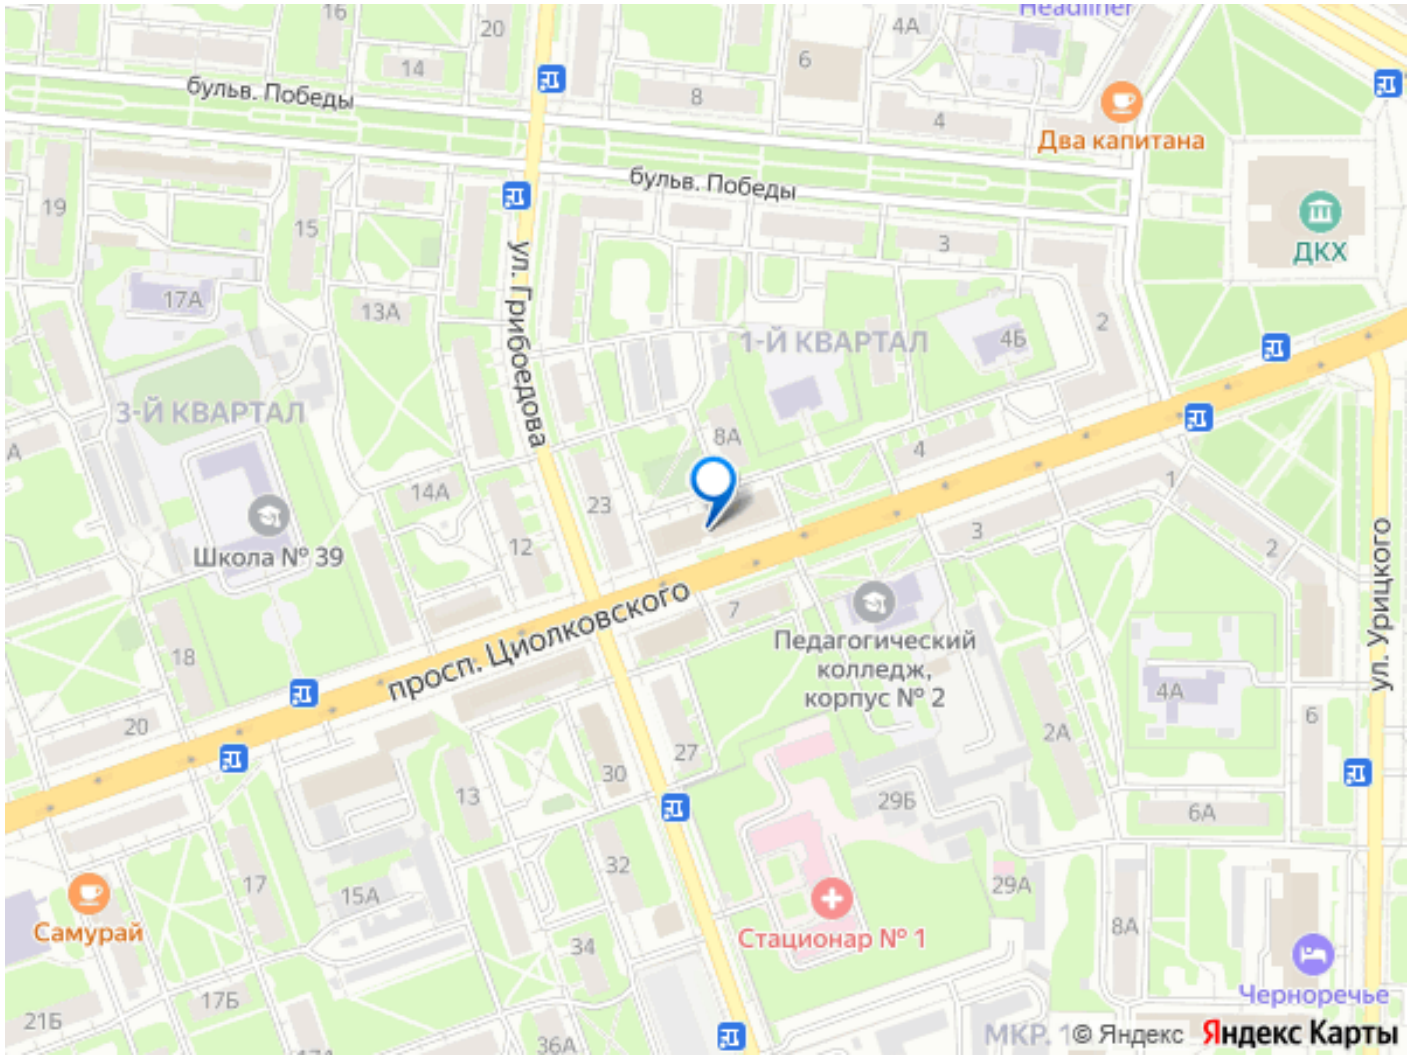 Headliner
16
20
4А
14
6
8
бульв. Победы
4
Два капитана
бульв. Победы
19
15
3
ДКХ
ул. Грибоедова
17А
13А
2
1-Й КВАРТАЛ
4Б
3-Й КВАРТАЛ
А
8А
4
14А
23
1
Школа № 39
12
3
2
7
просп. Циолковского
Педагогический
колледж,
корпус № 2
ул. Урицкого
18
4А
20
2А
6
27
30
13
29Б
6А
32
17
15А
29А
Самурай
Стационар № 1
8А
34
17Б
Черноречье
21Б
36А
17А
МКР. 1
© Яндекс
Яндекс Карты